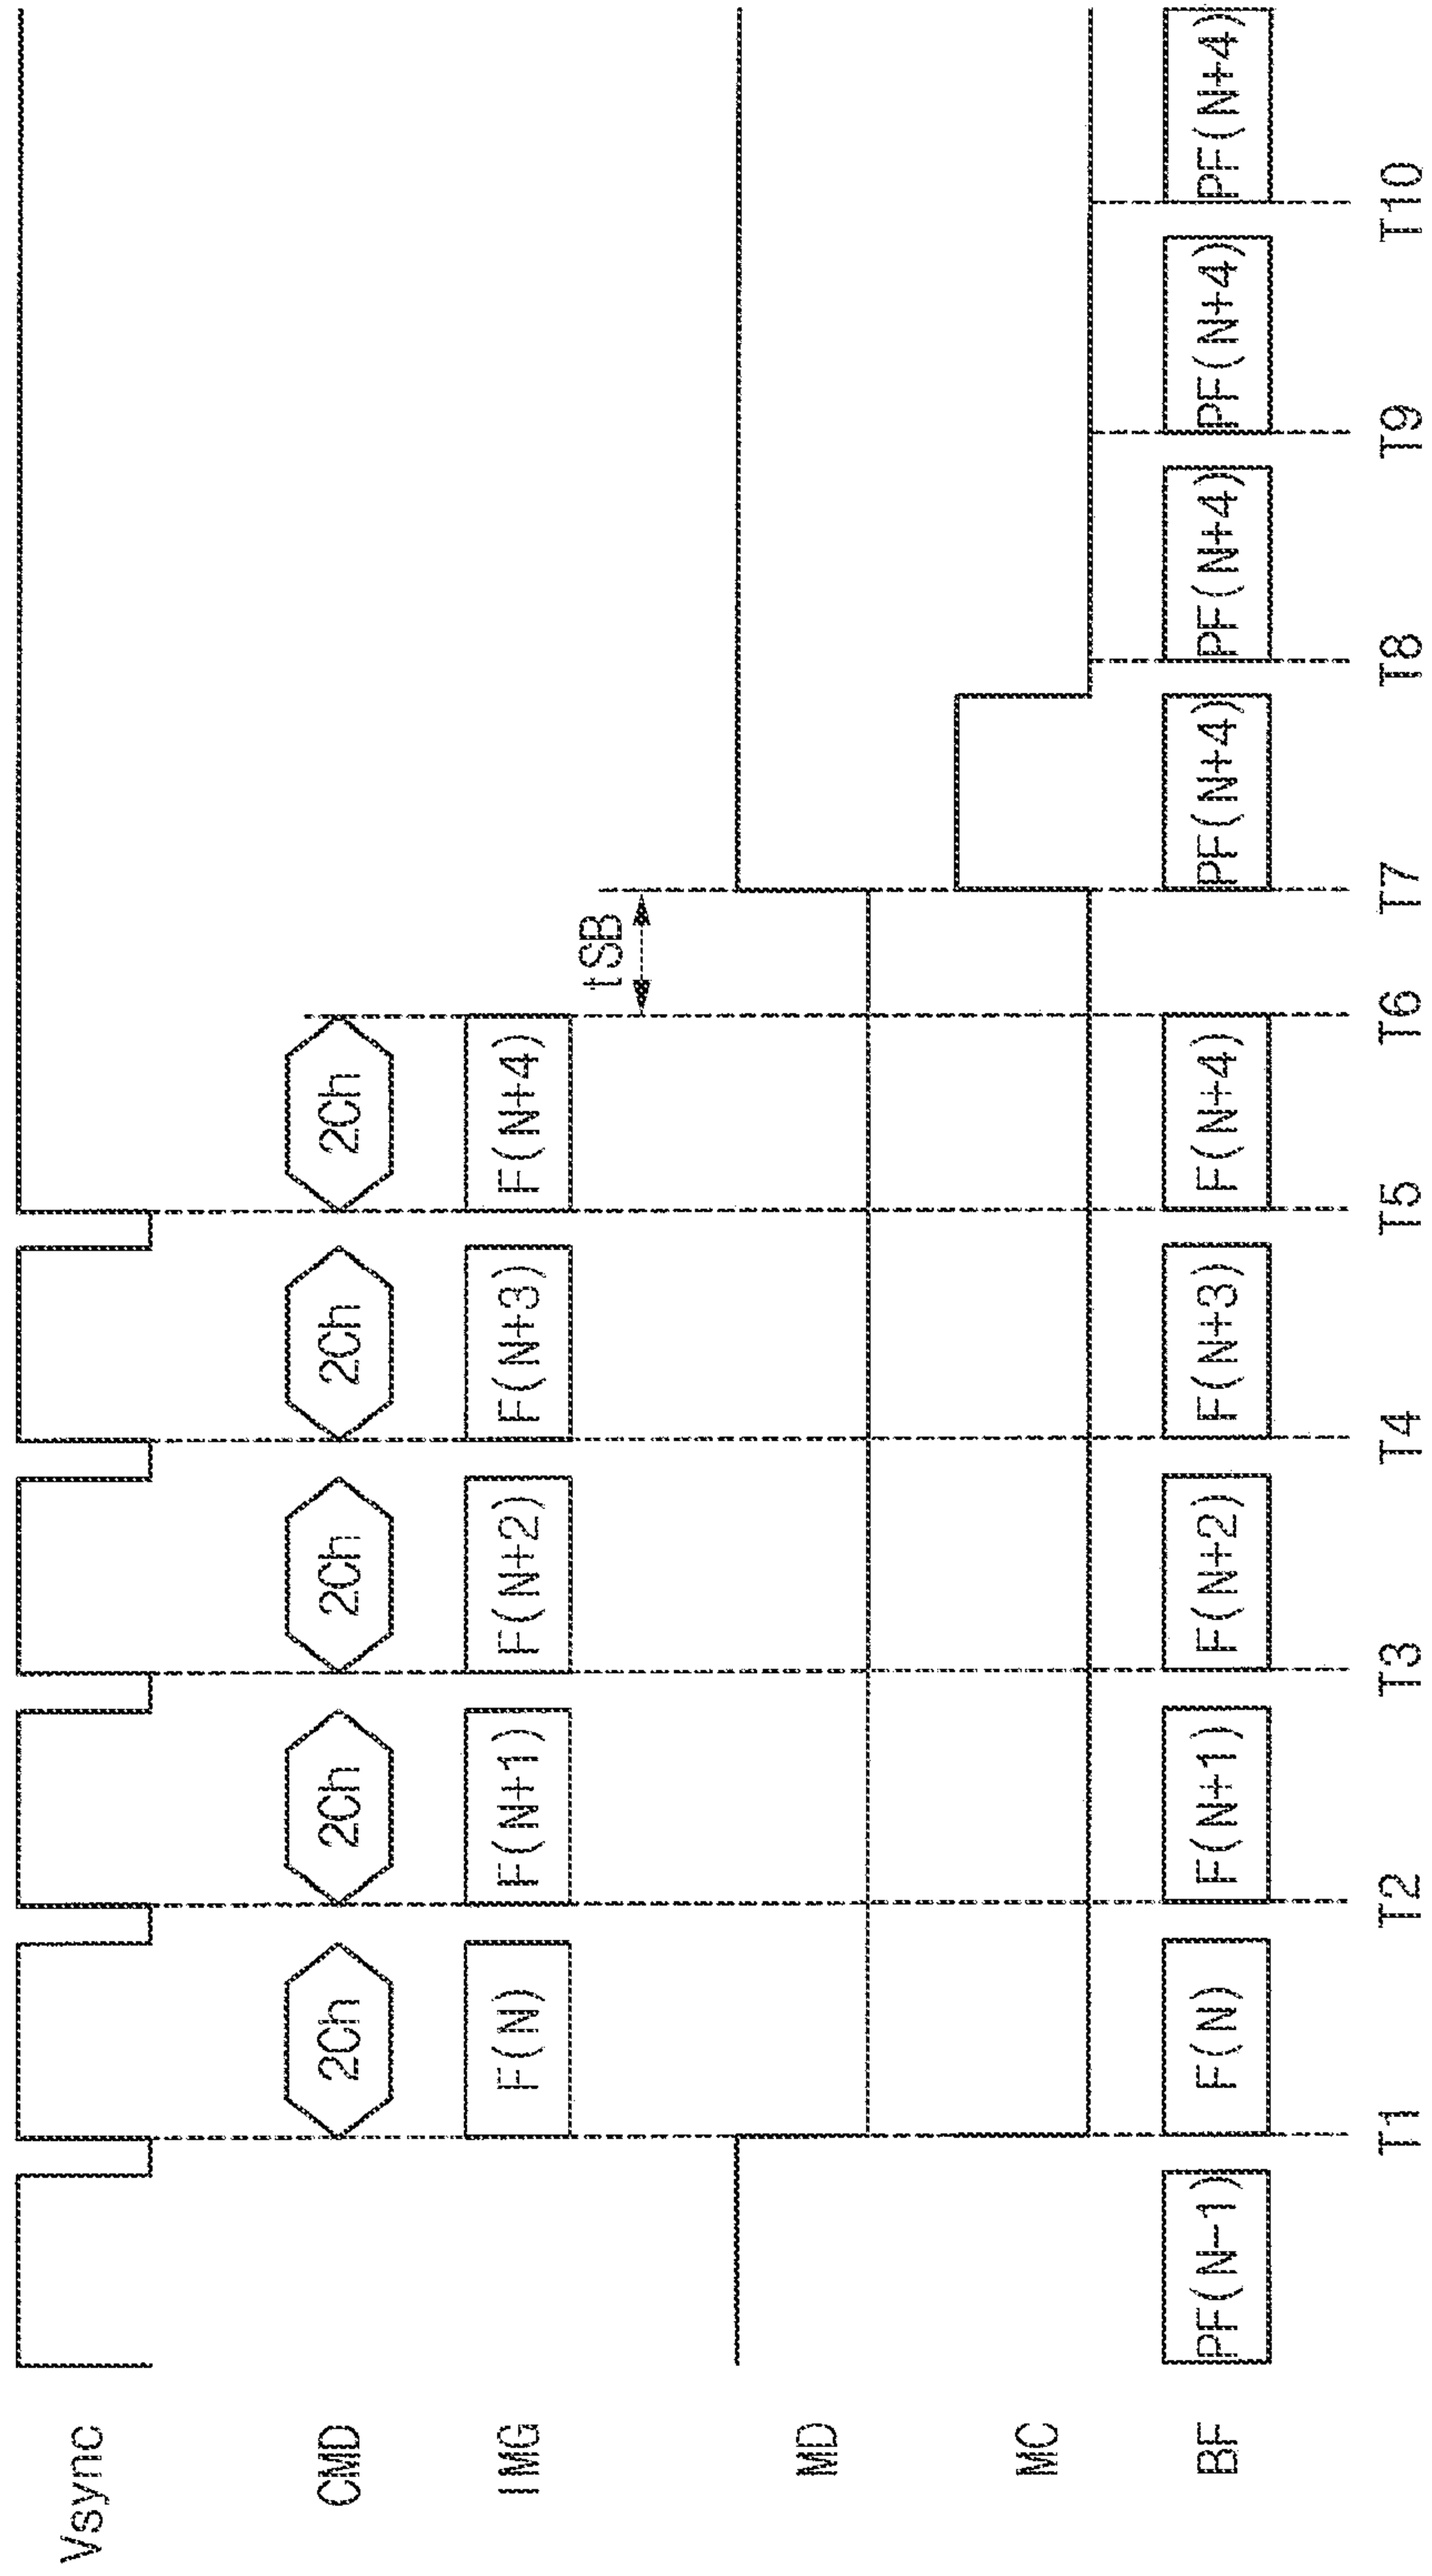 Vsync
CMD 2Ch 2Ch 2Ch 2Ch 2Ch
IMG F(N) F(N+1) F(N+2) F(N+3) F(N+4)
tSB
MD
MC
BF PF(N-1) F(N) F(N+1) F(N+2) F(N+3) F(N+4) PF(N+4) PF(N+4) PF(N+4) PF(N+4)
T1 T2 T3 T4 T5 T6 T7 T8 T9 T10